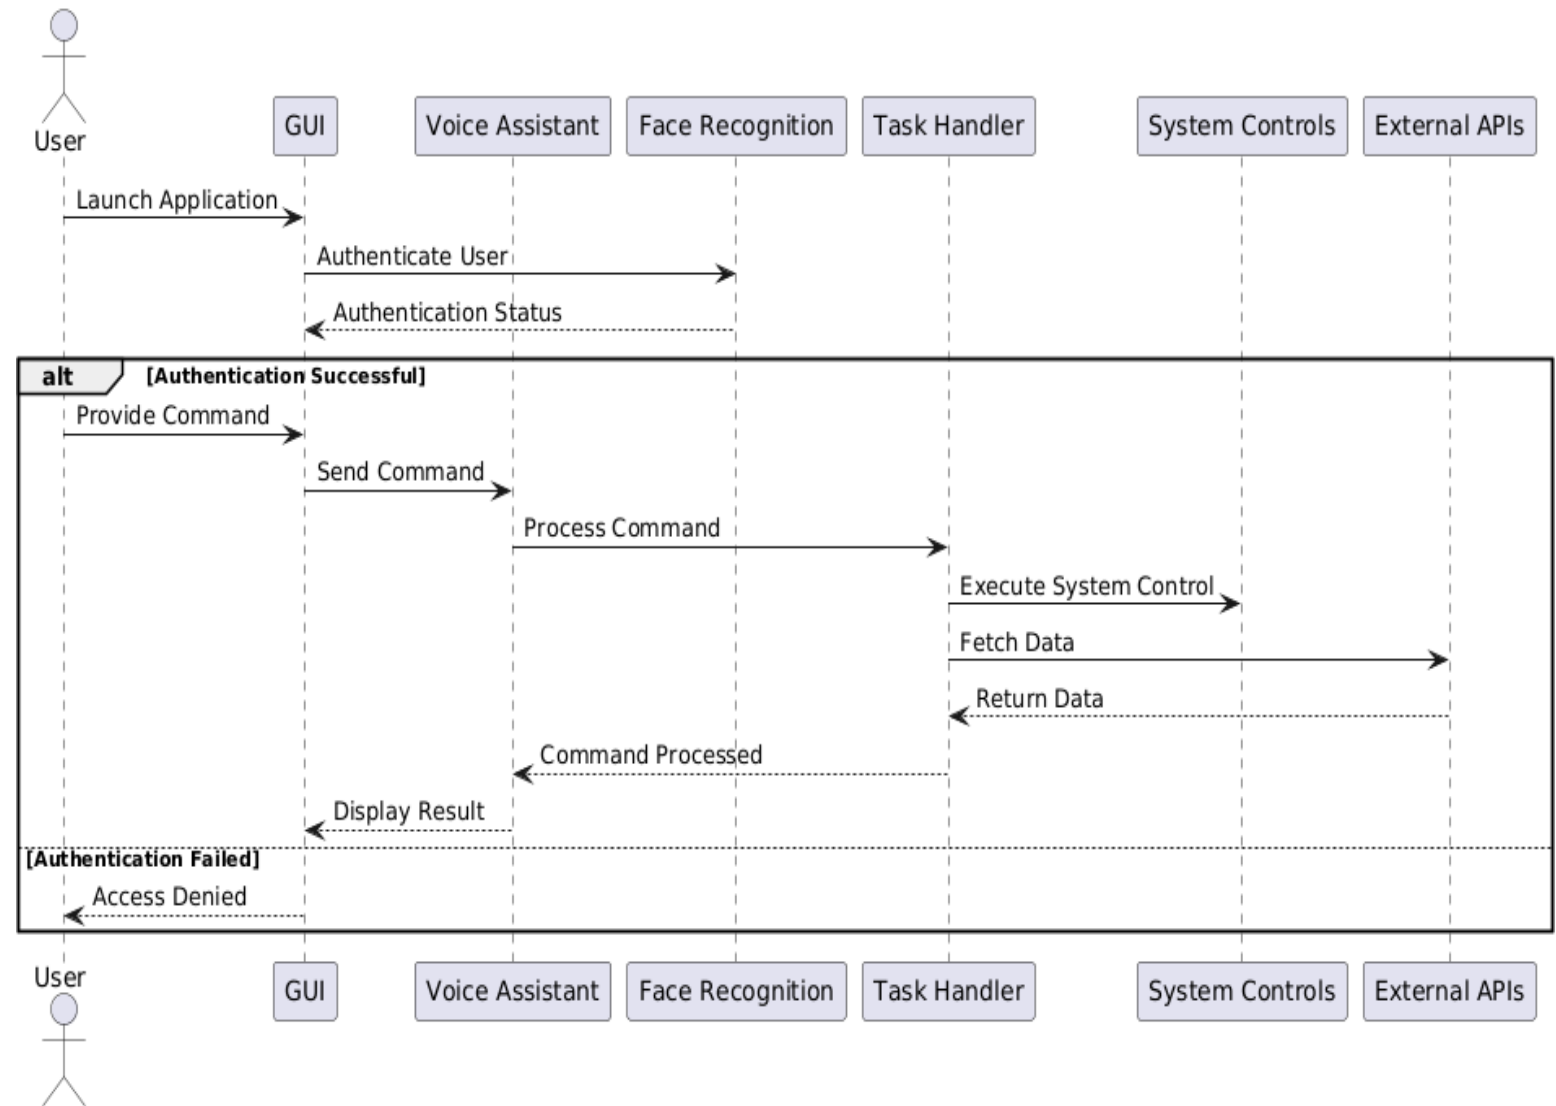 User
GUI
Voice Assistant
Face Recognition
Task Handler
System Controls
External APIs
Launch Application
Authenticate User
Authentication Status
alt
[Authentication Successful]
Provide Command
Send Command
Process Command
Execute System Control
Fetch Data
Return Data
Command Processed
Display Result
[Authentication Failed]
Access Denied
User
GUI
Voice Assistant
Face Recognition
Task Handler
System Controls
External APIs